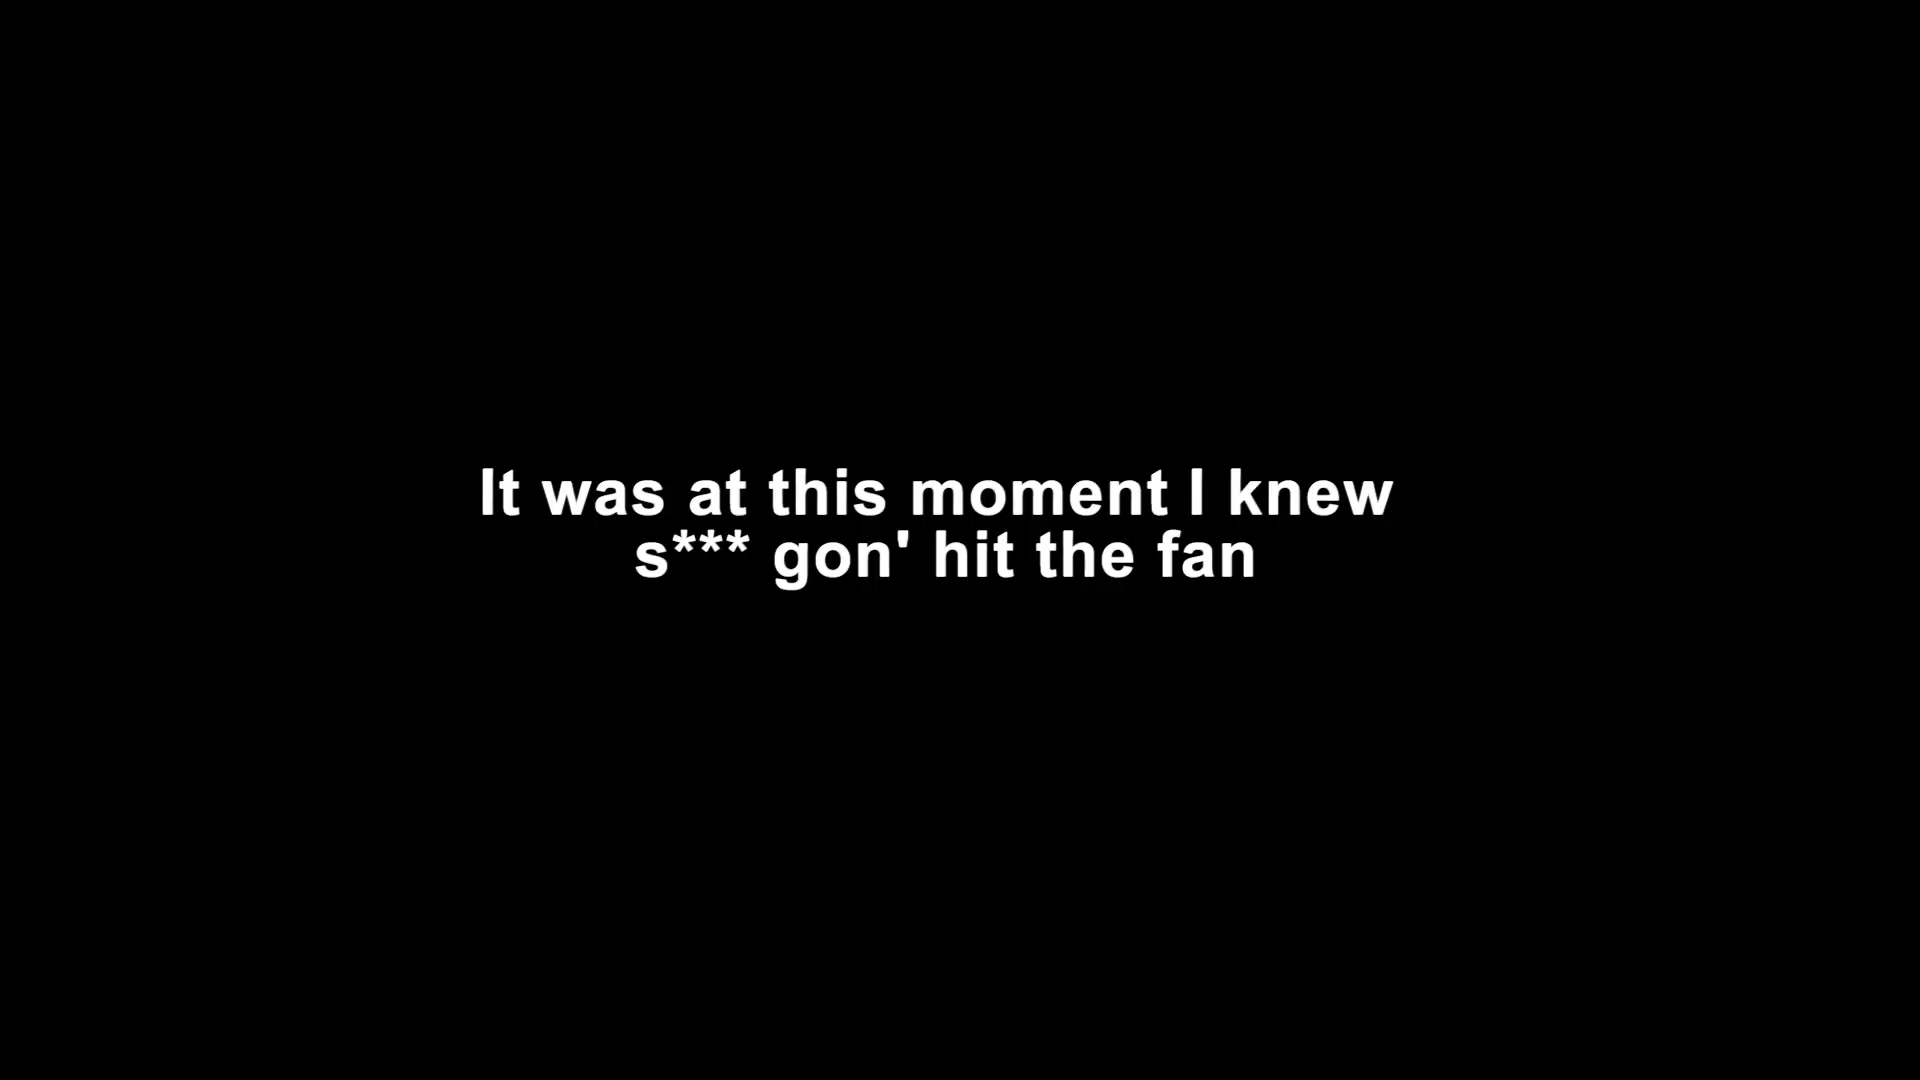 It was at this moment I knew
s*** gon' hit the fan